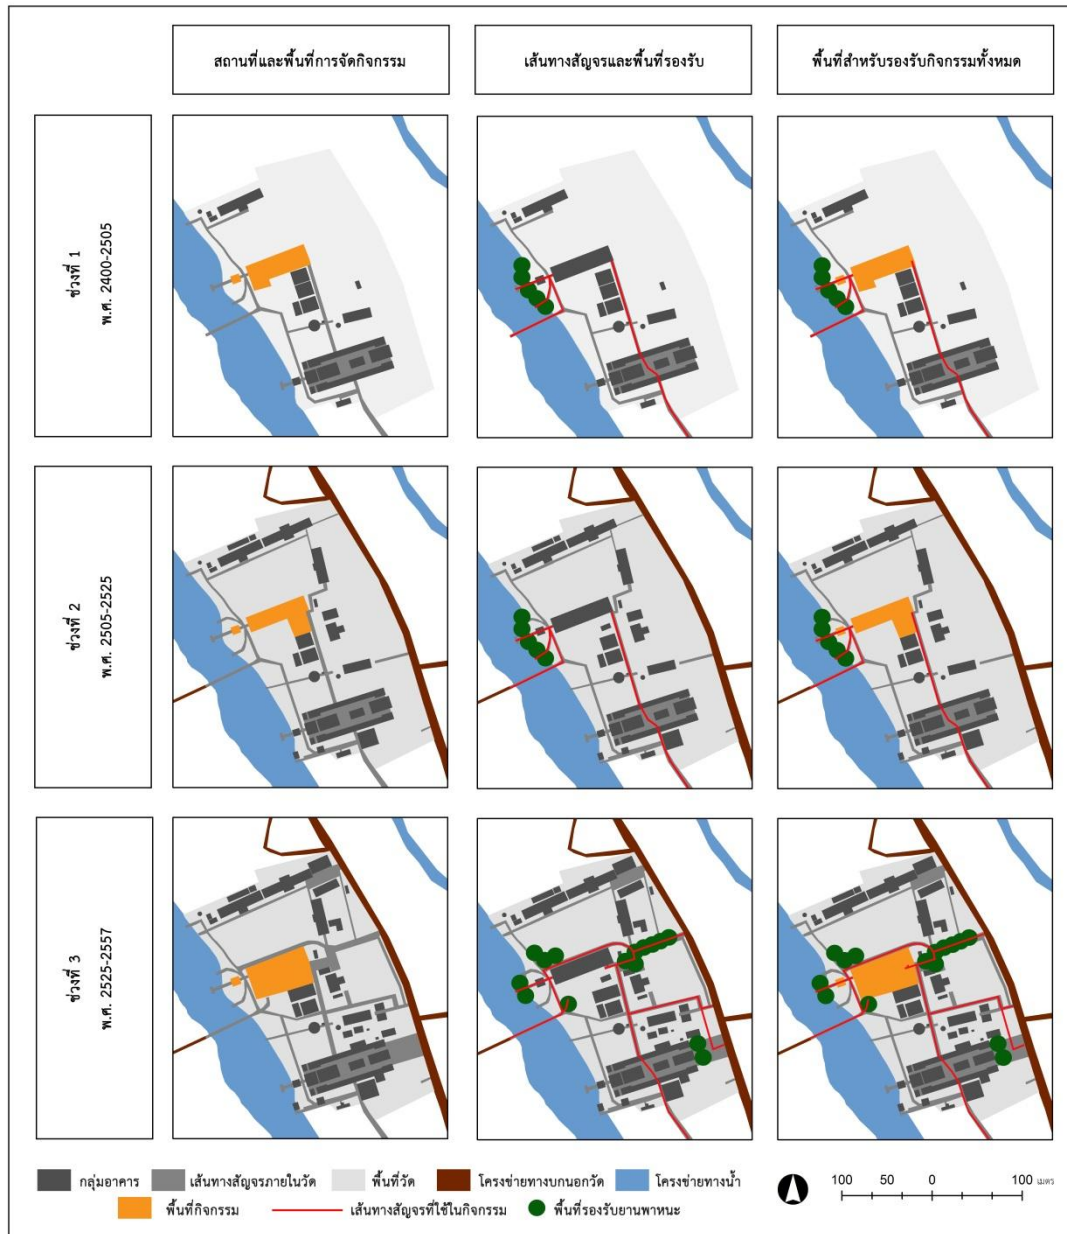 สถานที่และพื้นที่การจัดกิจกรรม
เส้นทางสัญจรและพื้นที่รองรับ
พื้นที่สำหรับรองรับกิจกรรมทั้งหมด
ช่วงที่ 1
พ.ศ. 2400-2505
ช่วงที่ 2
พ.ศ. 2505-2525
ช่วงที่ 3
พ.ศ. 2525-2557
กลุ่มอาคาร เส้นทางสัญจรภายในวัด พื้นที่วัด โครงข่ายทางบกนอกวัด โครงข่ายทางน้ำ
พื้นที่กิจกรรม เส้นทางสัญจรที่ใช้ในกิจกรรม พื้นที่รองรับยานพาหนะ
100 50 0 100 เมตร